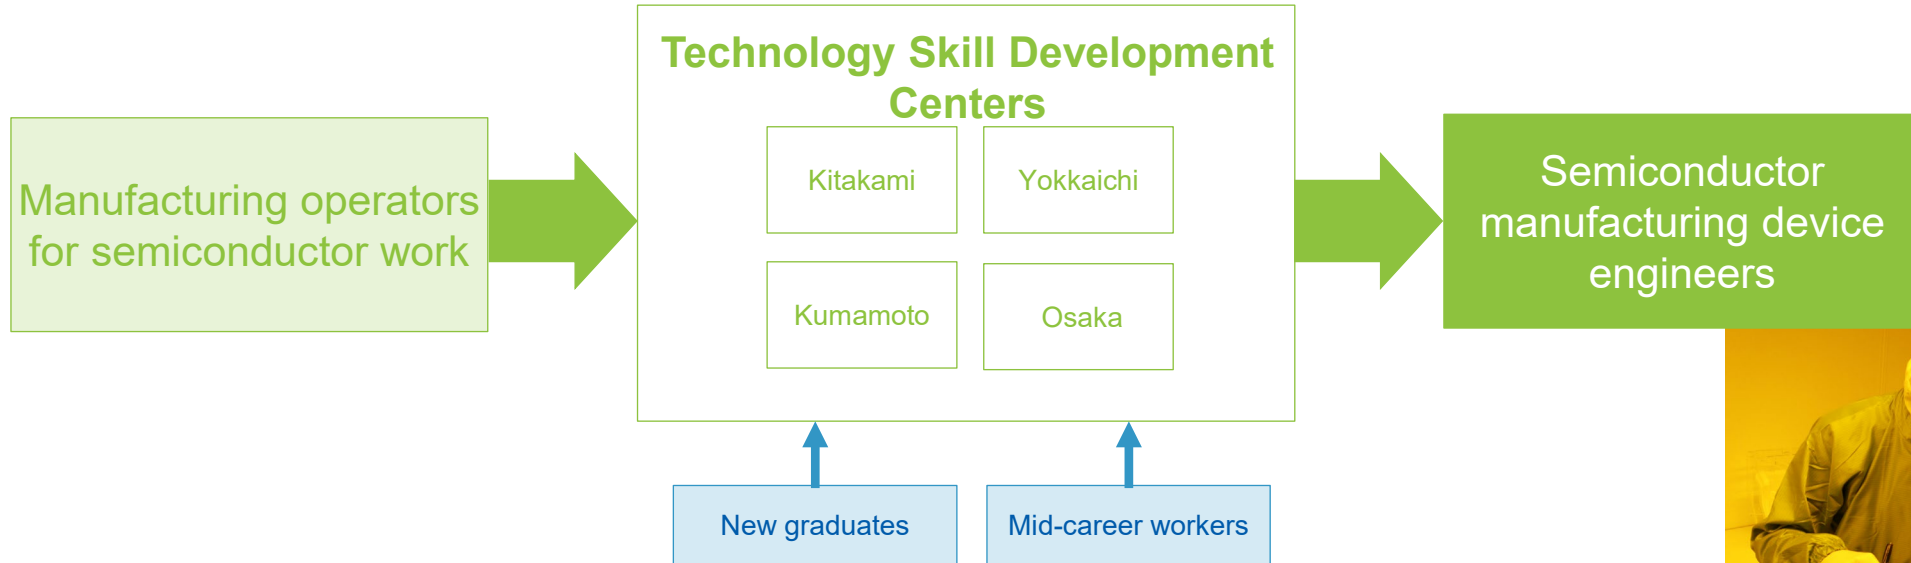 Technology Skill Development
Centers
Manufacturing operators
for semiconductor work
Kitakami
Yokkaichi
Kumamoto
Osaka
Semiconductor
manufacturing device
engineers
New graduates
Mid-career workers